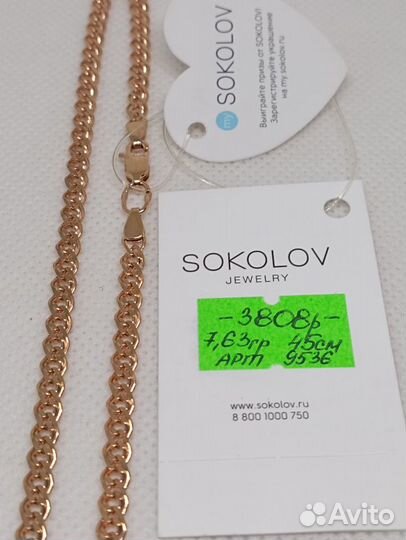 my SOKOLOV
Выиграйте призы от SOKOLOV!
Зарегистрируйте украшение
на my.sokolov.ru
SOKOLOV
JEWELRY
-3808р-
7,63гр 45см
АРТ 9536
www.sokolov.ru
8 800 1000 750
Avito